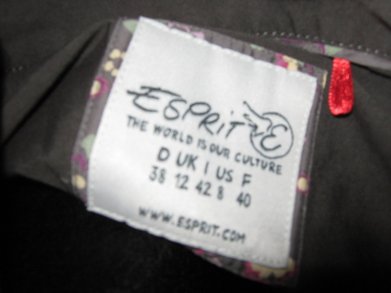 ESPRIT
THE WORLD IS OUR CULTURE
D UK I US F
38 12 42 8 40
WWW.ESPRIT.COM